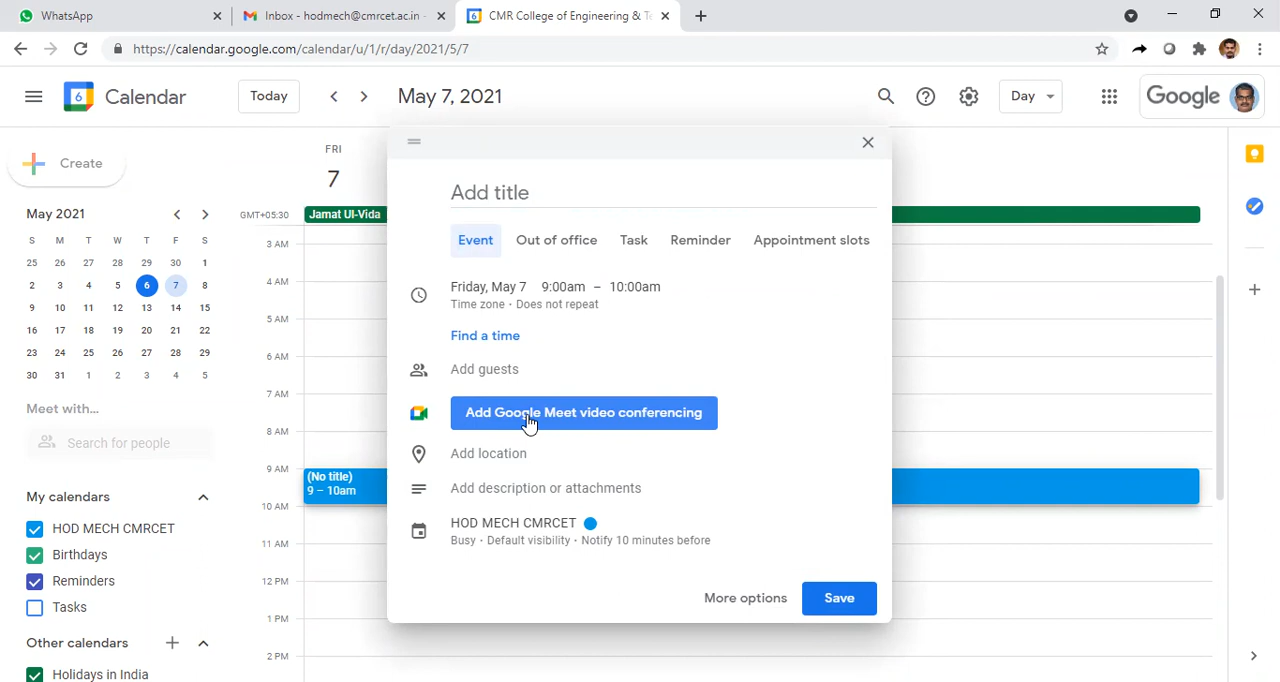 WhatsApp
Inbox - hodmech@cmrcet.ac.in -
CMR College of Engineering & Te
https://calendar.google.com/calendar/u/1/r/day/2021/5/7
6 Calendar
Today
May 7, 2021
Day
Google
Create
May 2021
S M T W T F S
25 26 27 28 29 30 1
2 3 4 5 6 7 8
9 10 11 12 13 14 15
16 17 18 19 20 21 22
23 24 25 26 27 28 29
30 31 1 2 3 4 5
Meet with...
Search for people
My calendars
HOD MECH CMRCET
Birthdays
Reminders
Tasks
Other calendars
Holidays in India
FRI
7
GMT+05:30
Jamat Ul-Vida
3 AM
4 AM
5 AM
6 AM
7 AM
8 AM
9 AM
10 AM
11 AM
12 PM
1 PM
2 PM
(No title)
9 – 10am
Add title
Event Out of office Task Reminder Appointment slots
Friday, May 7 9:00am – 10:00am
Time zone · Does not repeat
Find a time
Add guests
Add Google Meet video conferencing
Add location
Add description or attachments
HOD MECH CMRCET
Busy · Default visibility · Notify 10 minutes before
More options
Save